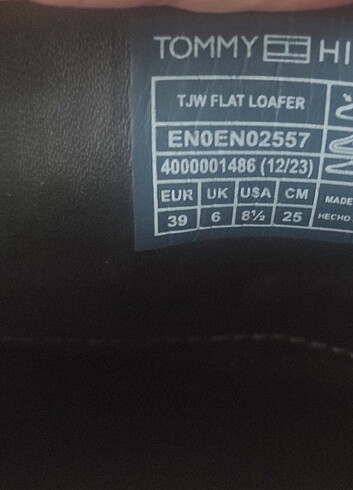 TOMMY HI
TJW FLAT LOAFER
EN0EN02557
4000001486 (12/23)
EUR UK USA CM
39 6 8½ 25
MADE
HECHO